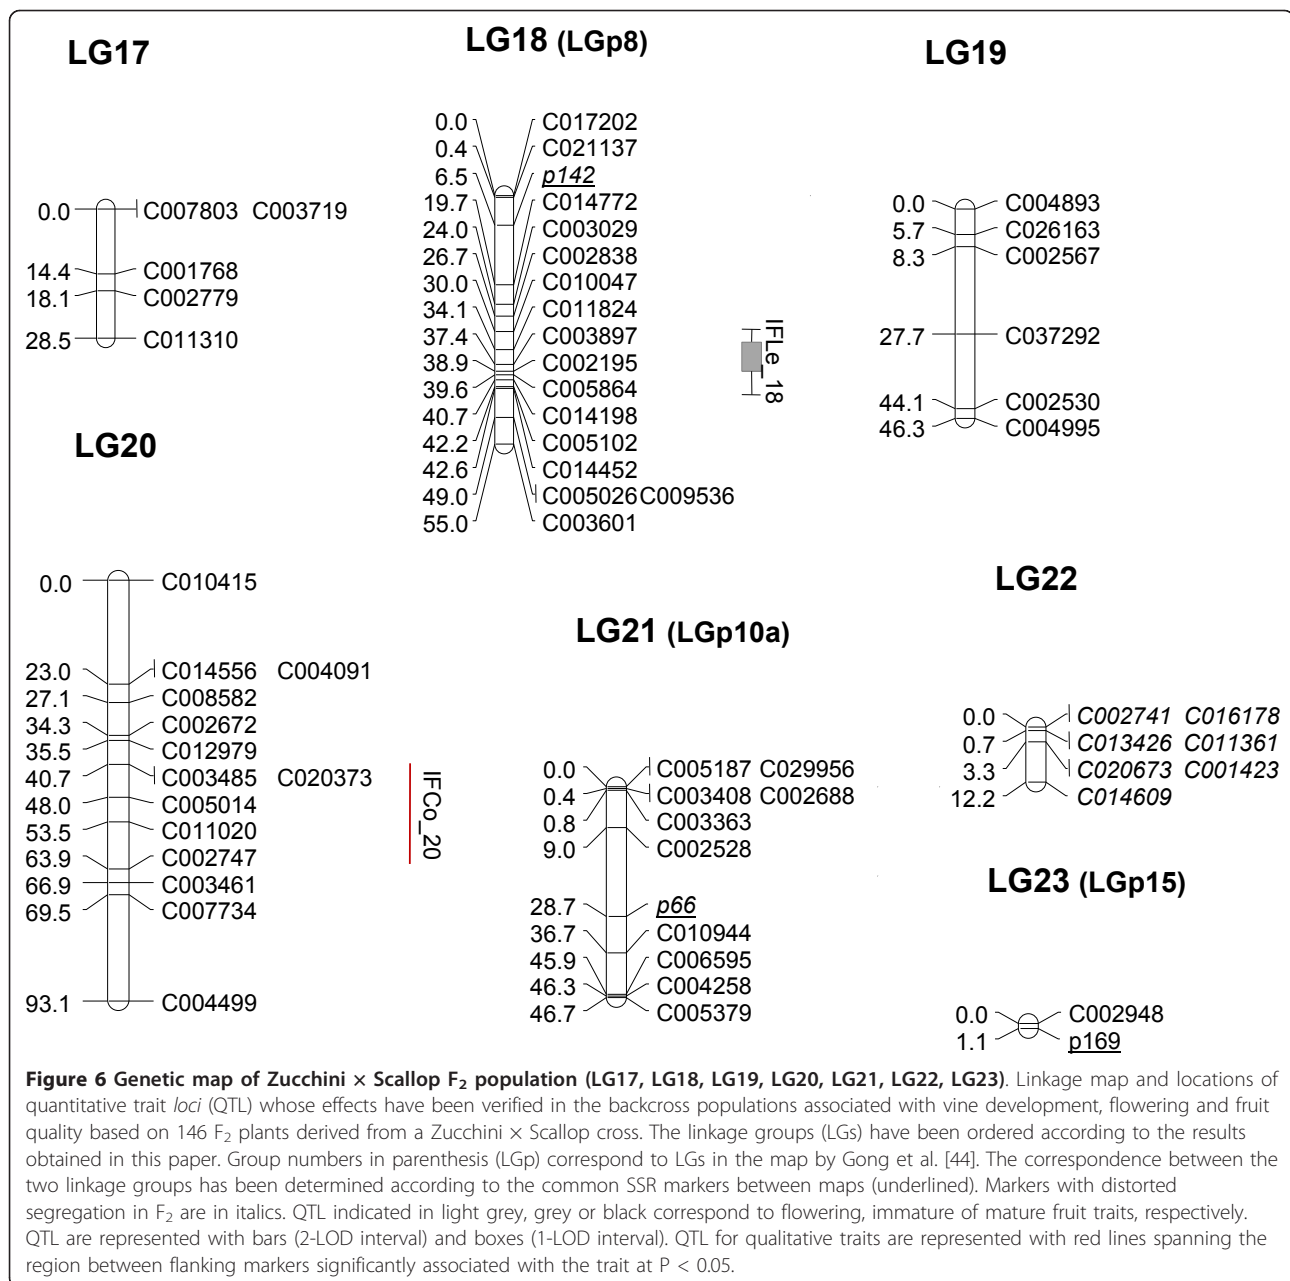 LG17
0.0 C007803 C003719
14.4 C001768
18.1 C002779
28.5 C011310
LG18 (LGp8)
0.0 C017202
0.4 C021137
6.5 p142
19.7 C014772
24.0 C003029
26.7 C002838
30.0 C010047
34.1 C011824
37.4 C003897
38.9 C002195
39.6 C005864
40.7 C014198
42.2 C005102
42.6 C014452
49.0 C005026 C009536
55.0 C003601
IFLe_18
LG19
0.0 C004893
5.7 C026163
8.3 C002567
27.7 C037292
44.1 C002530
46.3 C004995
LG20
0.0 C010415
23.0 C014556 C004091
27.1 C008582
34.3 C002672
35.5 C012979
40.7 C003485 C020373
48.0 C005014
53.5 C011020
63.9 C002747
66.9 C003461
69.5 C007734
93.1 C004499
IFCo_20
LG21 (LGp10a)
0.0 C005187 C029956
0.4 C003408 C002688
0.8 C003363
9.0 C002528
28.7 p66
36.7 C010944
45.9 C006595
46.3 C004258
46.7 C005379
LG22
0.0 C002741 C016178
0.7 C013426 C011361
3.3 C020673 C001423
12.2 C014609
LG23 (LGp15)
0.0 C002948
1.1 p169
Figure 6 Genetic map of Zucchini × Scallop F2 population (LG17, LG18, LG19, LG20, LG21, LG22, LG23). Linkage map and locations of
quantitative trait loci (QTL) whose effects have been verified in the backcross populations associated with vine development, flowering and fruit
quality based on 146 F2 plants derived from a Zucchini × Scallop cross. The linkage groups (LGs) have been ordered according to the results
obtained in this paper. Group numbers in parenthesis (LGp) correspond to LGs in the map by Gong et al. [44]. The correspondence between the
two linkage groups has been determined according to the common SSR markers between maps (underlined). Markers with distorted
segregation in F2 are in italics. QTL indicated in light grey, grey or black correspond to flowering, immature of mature fruit traits, respectively.
QTL are represented with bars (2-LOD interval) and boxes (1-LOD interval). QTL for qualitative traits are represented with red lines spanning the
region between flanking markers significantly associated with the trait at P < 0.05.